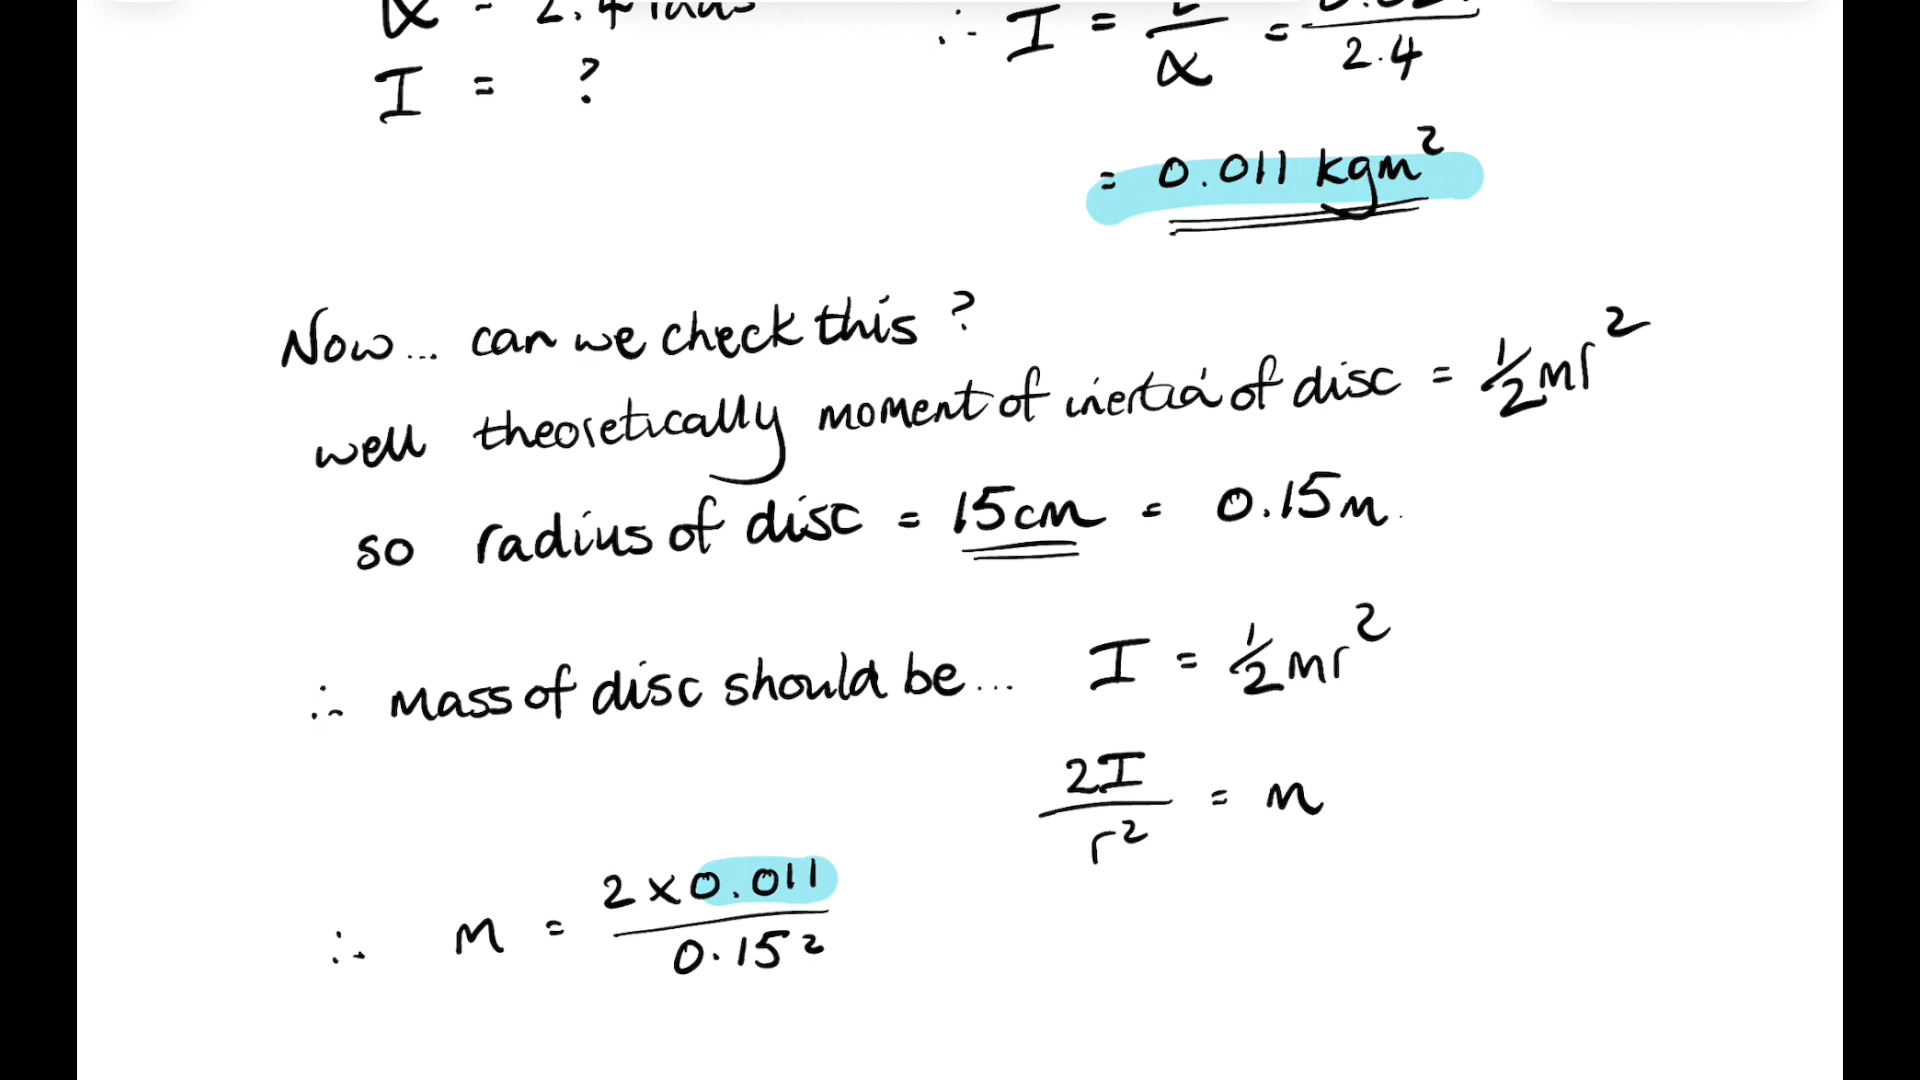 α = 2.4
∴ I = / α = / 2.4
I = ?
= 0.011 kgm²
Now... can we check this?
well theoretically moment of inertia of disc = ½mr²
so radius of disc = 15cm = 0.15m.
∴ mass of disc should be... I = ½mr²
2I / r² = m
∴ m = 2 × 0.011 / 0.15²